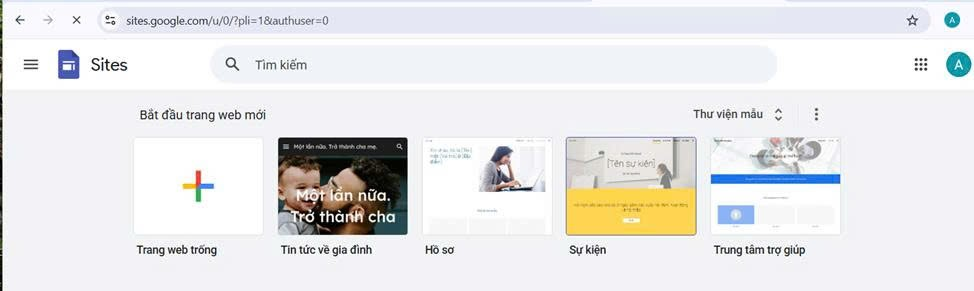 sites.google.com/u/0/?pli=1&authuser=0
A
Sites
Tìm kiếm
A
Bắt đầu trang web mới
Thư viện mẫu
Một lần nữa. Trở thành cha mẹ.
Một lần nữa.
Trở thành cha
[Tên sự kiện]
Trang web trống
Tin tức về gia đình
Hồ sơ
Sự kiện
Trung tâm trợ giúp